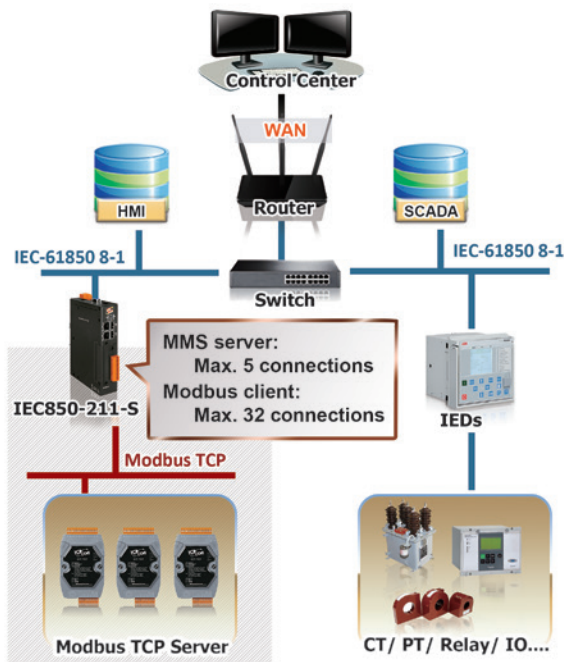 Control Center
WAN
HMI
Router
SCADA
IEC-61850 8-1
IEC-61850 8-1
Switch
MMS server:
Max. 5 connections
Modbus client:
Max. 32 connections
IEC850-211-S
IEDs
Modbus TCP
Modbus TCP Server
CT/ PT/ Relay/ IO....